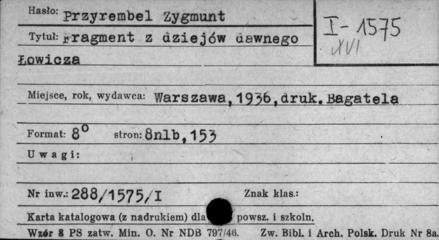 Hasło: Przyrembel Zygmunt
I-1575
XVI
Tytuł: Fragment z dziejów dawnego
Łowicza
Miejsce, rok, wydawca: Warszawa,1936,druk.Bagatela
Format: 8° stron: 8nlb,153
Uwagi:
Nr inw.: 288/1575/I Znak klas.:
Karta katalogowa (z nadrukiem) dla powsz. i szkoln.
Wzór 8 PS zatw. Min. O. Nr NDB 797/46. Zw. Bibl. i Arch. Polsk. Druk Nr 8a.